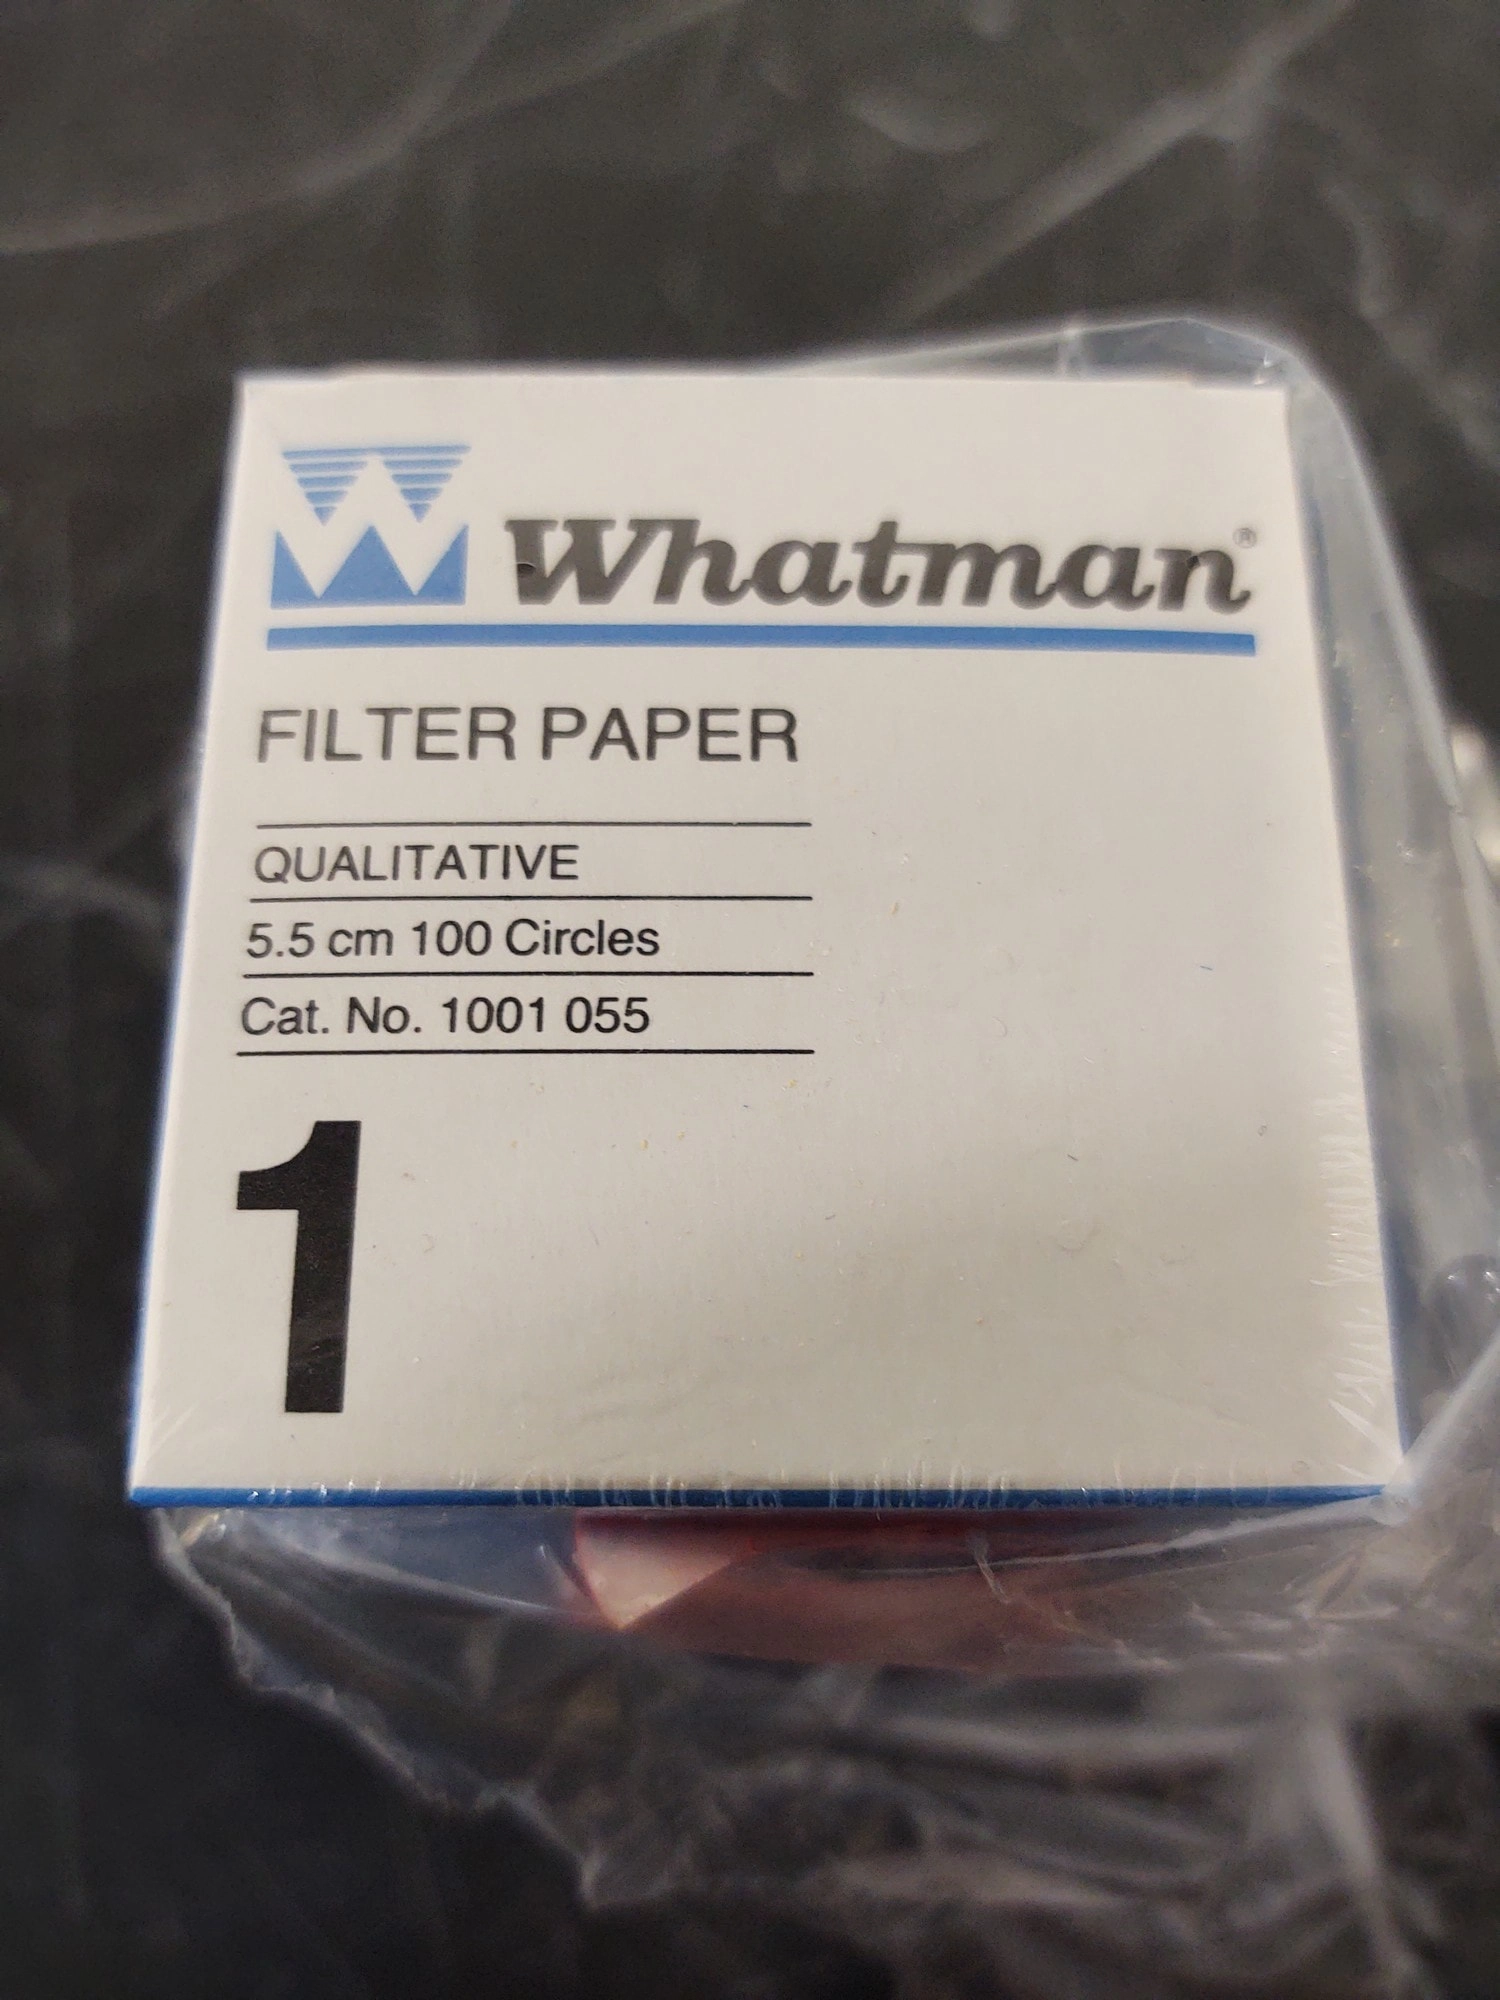 Whatman®
FILTER PAPER
QUALITATIVE
5.5 cm 100 Circles
Cat. No. 1001 055
1